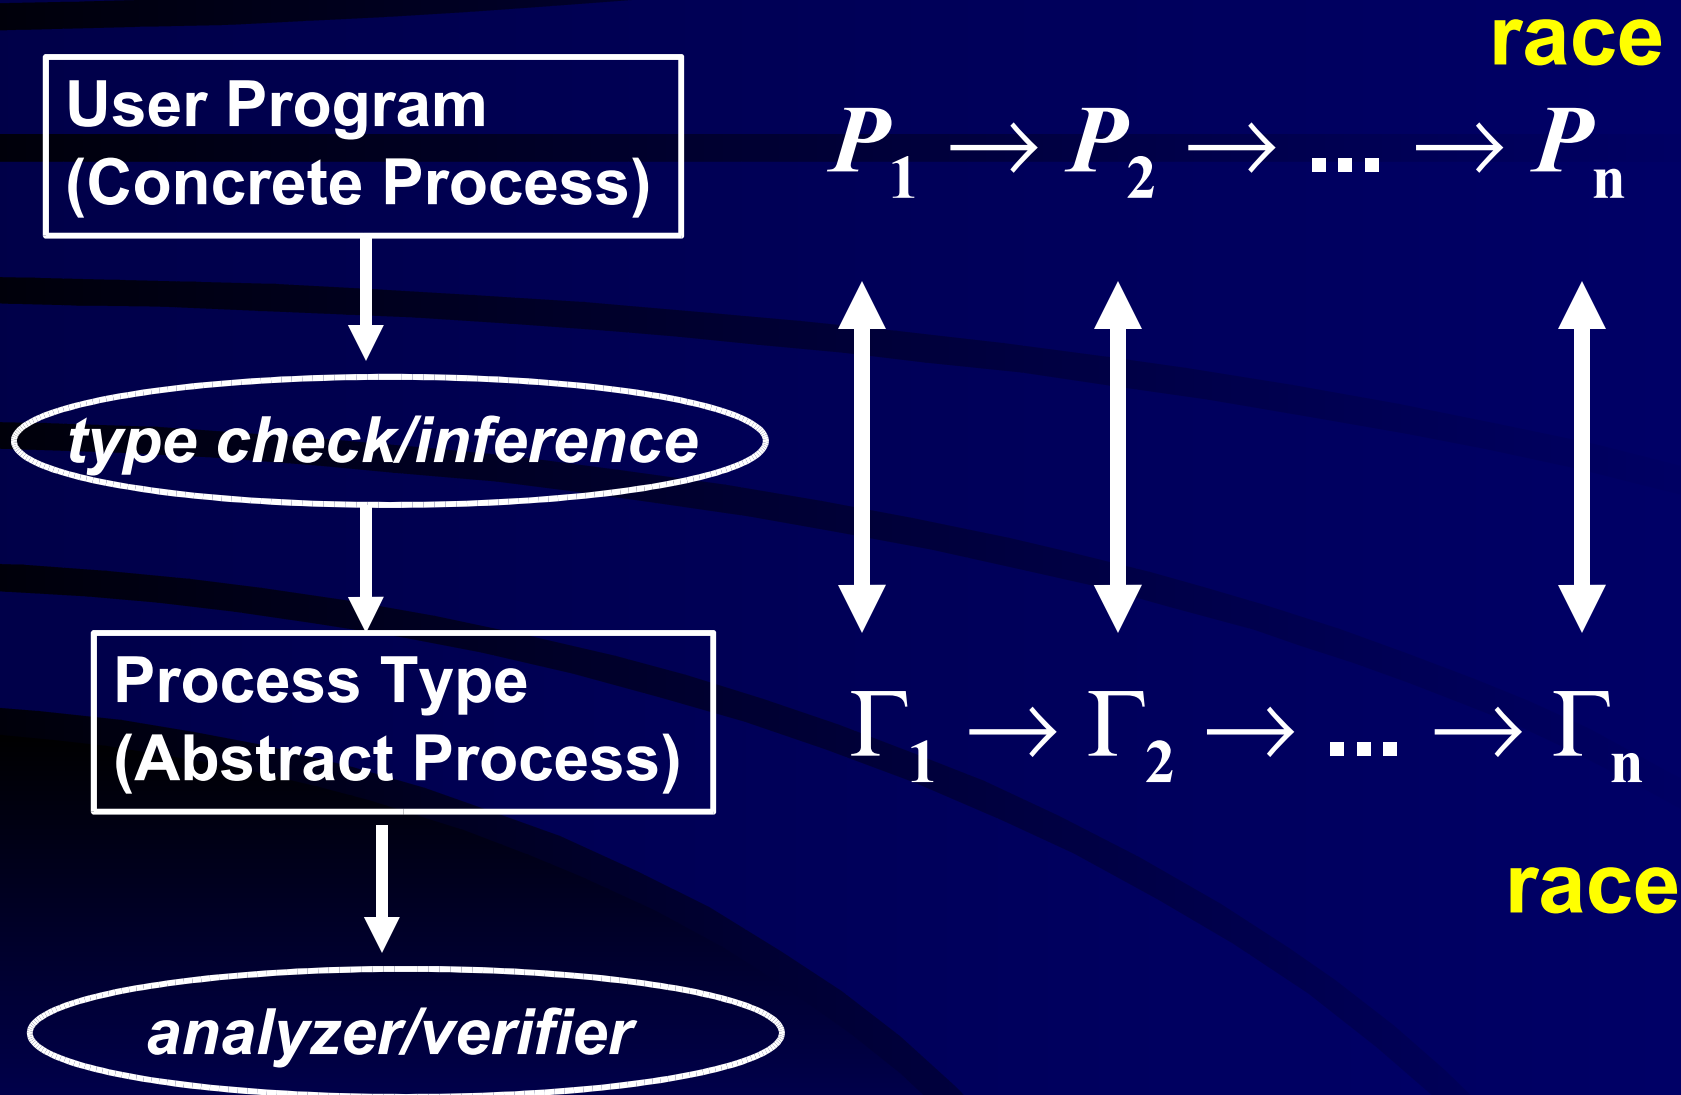 User Program
(Concrete Process)
type check/inference
Process Type
(Abstract Process)
analyzer/verifier
race
P1 → P2 → ... → Pn
Γ1 → Γ2 → ... → Γn
race